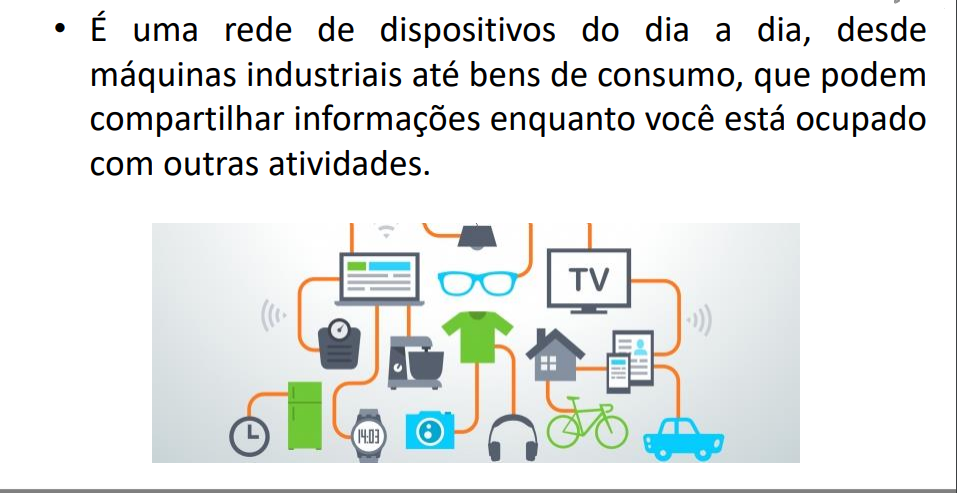 • É uma rede de dispositivos do dia a dia, desde
máquinas industriais até bens de consumo, que podem
compartilhar informações enquanto você está ocupado
com outras atividades.
TV
14:03